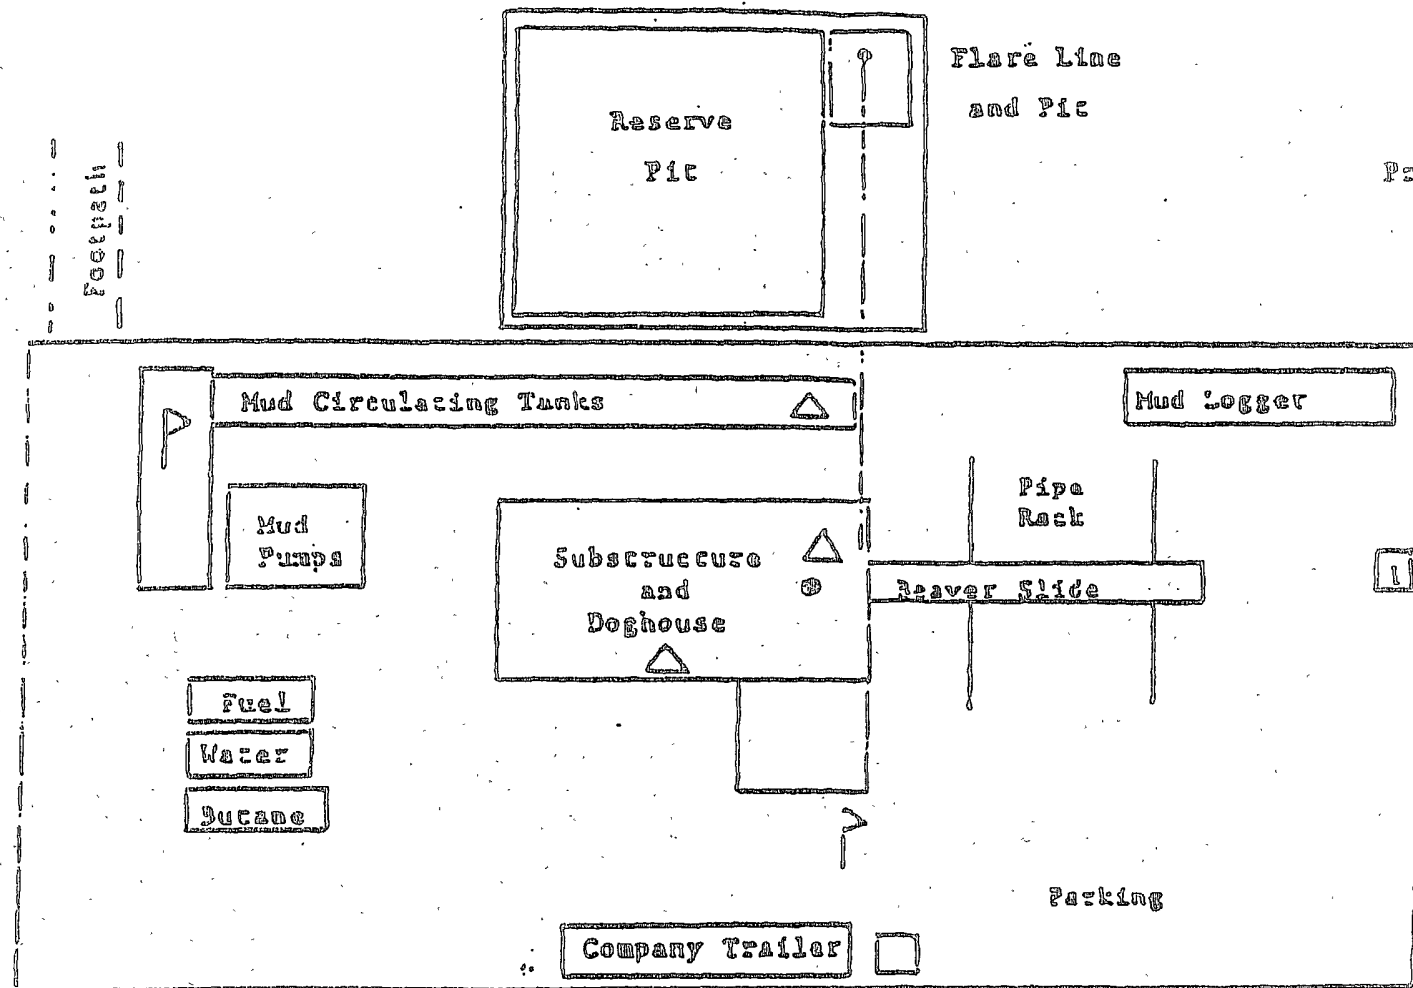 Flare Line
and Pit
Reserve
Pit
Footpath
Mud Circulating Tanks
Mud Logger
Pipe
Rack
Mud
Pumps
Substructure
and
Doghouse
Beaver Slide
1
Fuel
Water
Butane
Parking
Company Trailer